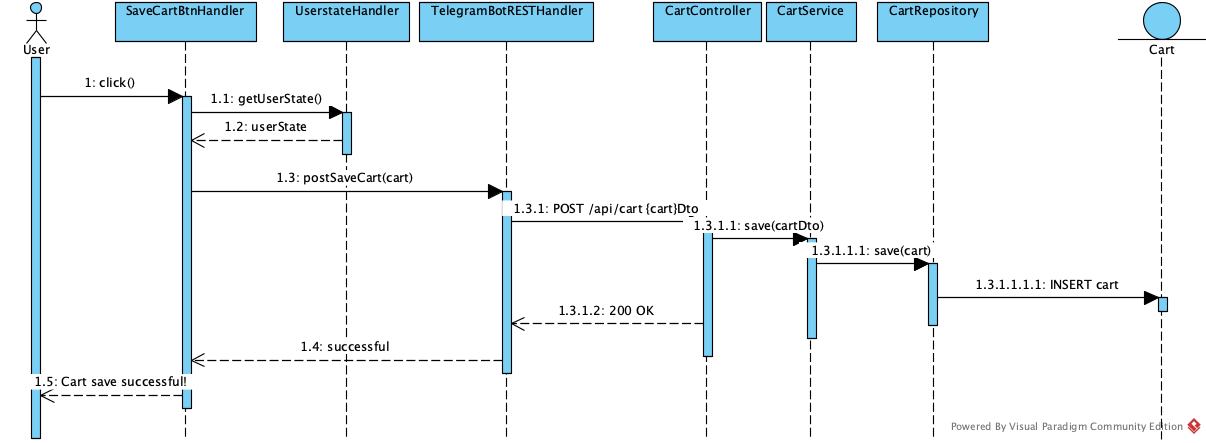 SaveCartBtnHandler
UserstateHandler
TelegramBotRESTHandler
CartController
CartService
CartRepository
User
Cart
1: click()
1.1: getUserState()
1.2: userState
1.3: postSaveCart(cart)
1.3.1: POST /api/cart {cart}Dto
1.3.1.1: save(cartDto)
1.3.1.1.1: save(cart)
1.3.1.1.1.1: INSERT cart
1.3.1.2: 200 OK
1.4: successful
1.5: Cart save successful!
Powered By Visual Paradigm Community Edition